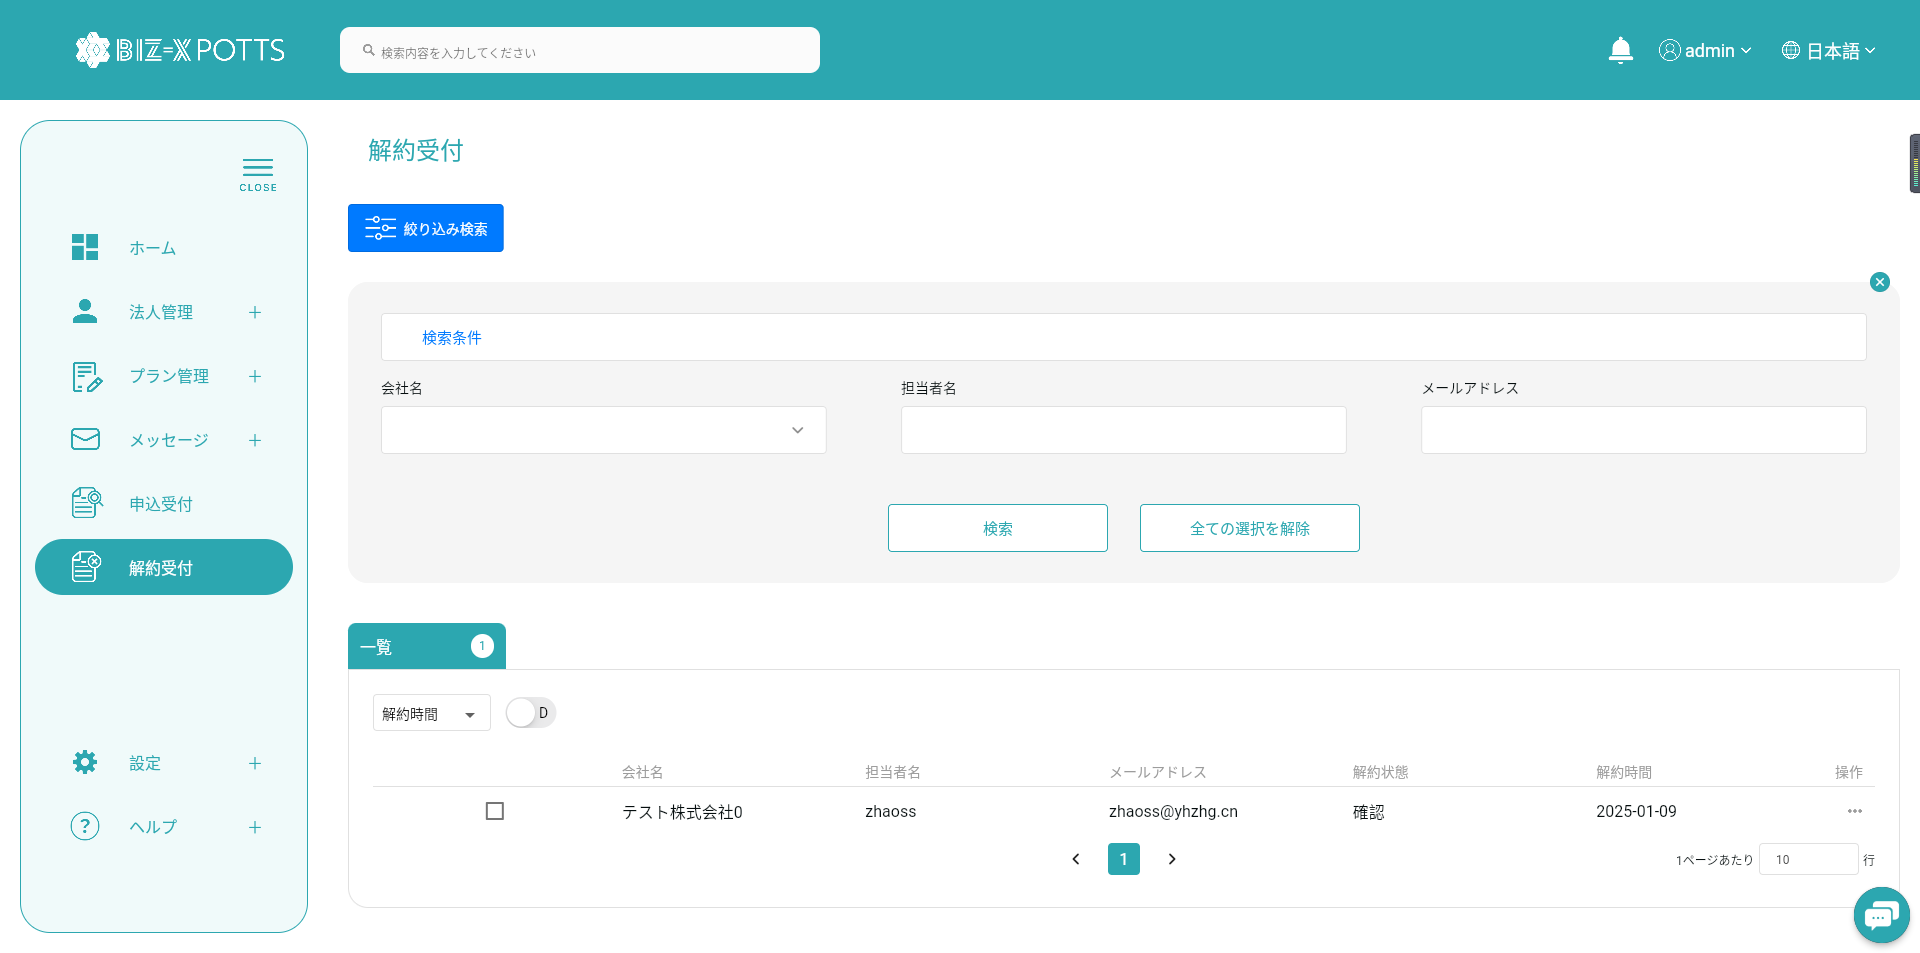 BIZ=X POTTS
検索内容を入力してください
admin
日本語
CLOSE
ホーム
法人管理
プラン管理
メッセージ
申込受付
解約受付
設定
ヘルプ
解約受付
絞り込み検索
検索条件
会社名 担当者名 メールアドレス
検索 全ての選択を解除
一覧 1
解約時間 D
会社名 担当者名 メールアドレス 解約状態 解約時間 操作
テスト株式会社0 zhaoss zhaoss@yhzhg.cn 確認 2025-01-09
1 1ページあたり 10 行